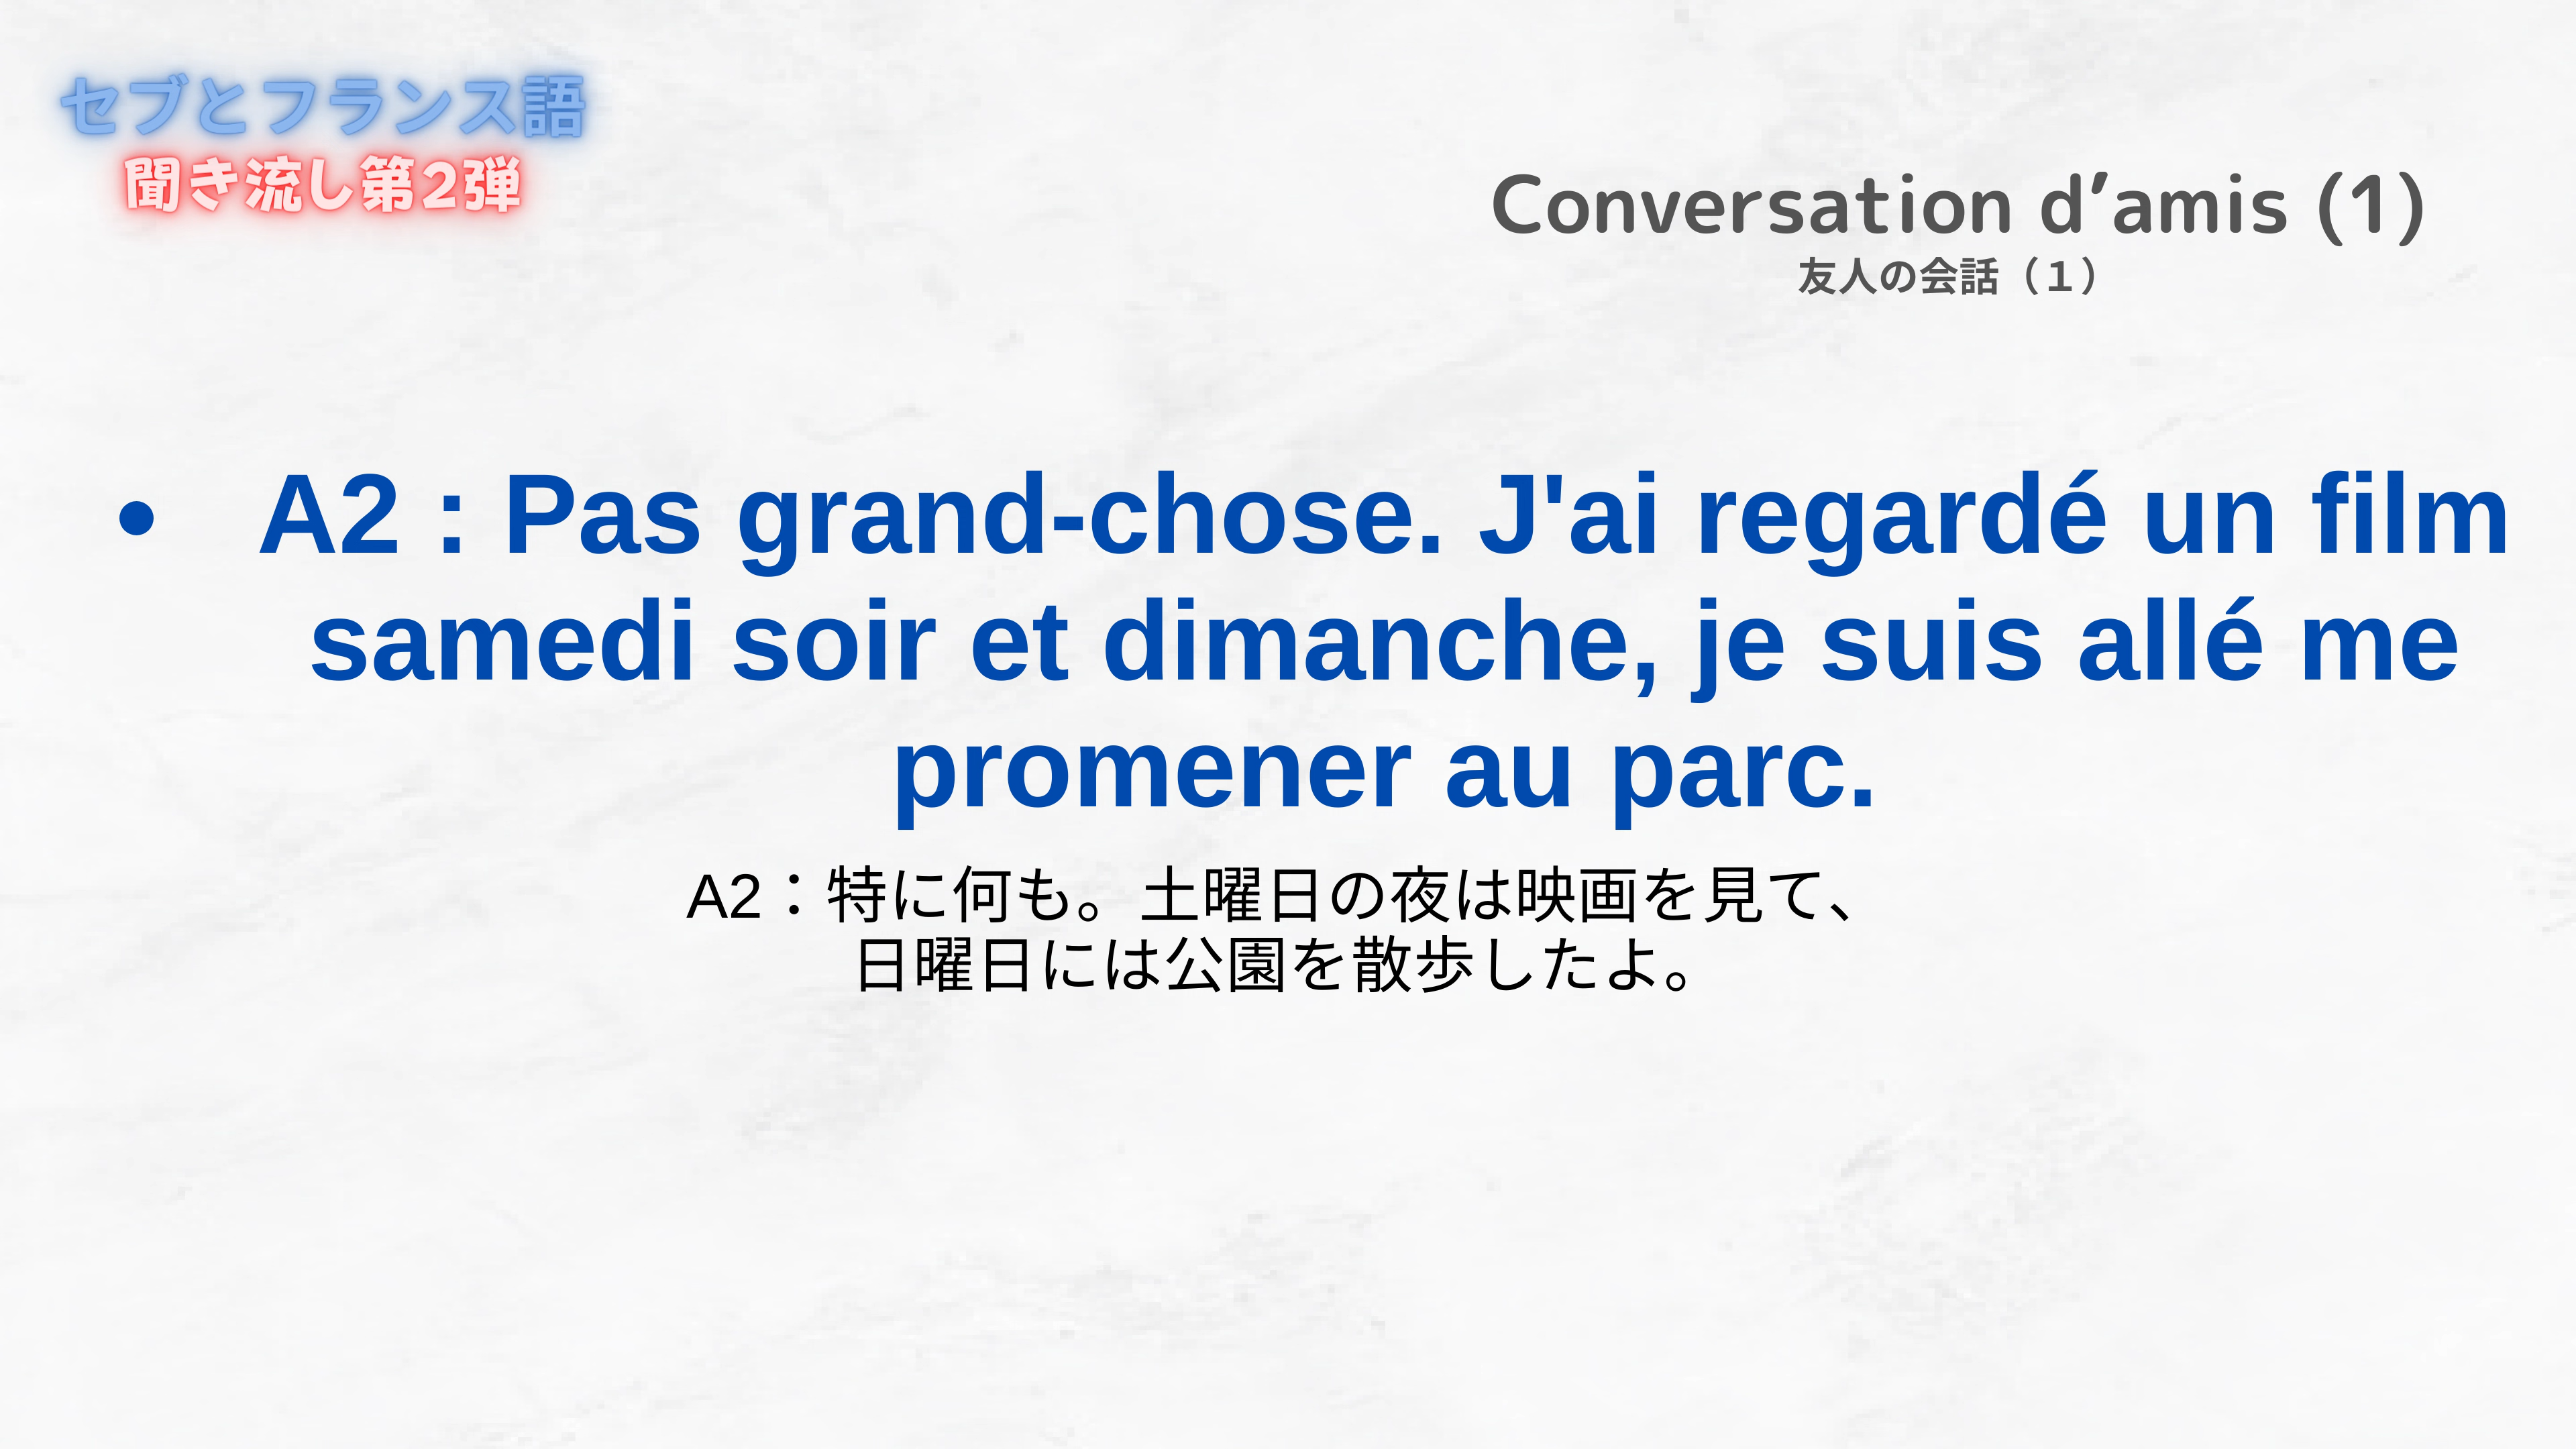 セブとフランス語
聞き流し第2弾
Conversation d’amis (1)
友人の会話（１）
• A2 : Pas grand-chose. J'ai regardé un film
samedi soir et dimanche, je suis allé me
promener au parc.
A2：特に何も。土曜日の夜は映画を見て、
日曜日には公園を散歩したよ。